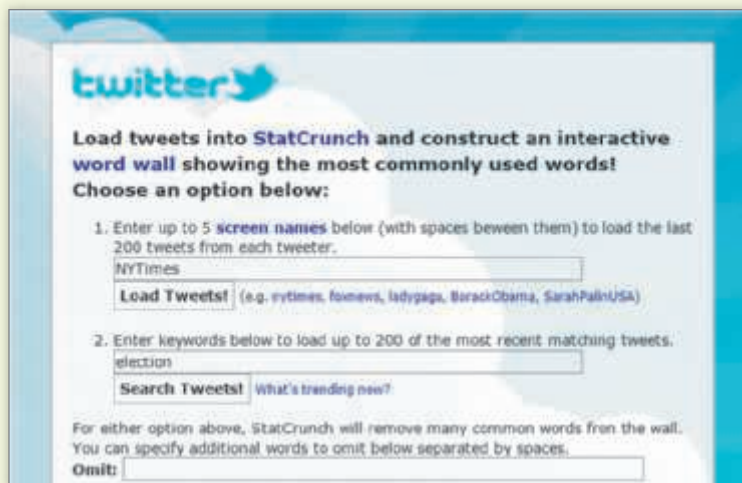 twitter
Load tweets into StatCrunch and construct an interactive
word wall showing the most commonly used words!
Choose an option below:
1. Enter up to 5 screen names below (with spaces beween them) to load the last
200 tweets from each tweeter.
NYTimes
Load Tweets! (e.g. nytimes, foxnews, ladygaga, BarackObama, SarahPalinUSA)
2. Enter keywords below to load up to 200 of the most recent matching tweets.
election
Search Tweets! What's trending now?
For either option above, StatCrunch will remove many common words from the wall.
You can specify additional words to omit below separated by spaces.
Omit: